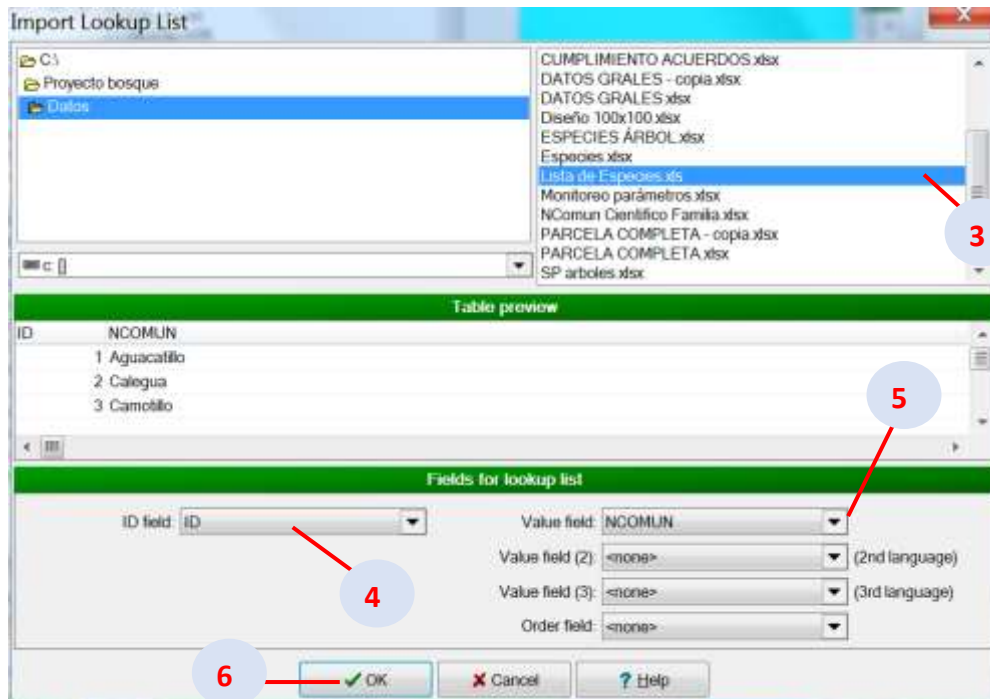 Import Lookup List
C:\
Proyecto bosque
Datos
c: []
CUMPLIMIENTO ACUERDOS.xlsx
DATOS GRALES - copia.xlsx
DATOS GRALES.xlsx
Diseño 100x100.xlsx
ESPECIES ÁRBOL.xlsx
Especies.xlsx
Lista de Especies.xls
Monitoreo parámetros.xlsx
NComun Cientifico Familia.xlsx
PARCELA COMPLETA - copia.xlsx
PARCELA COMPLETA.xlsx
SP arboles.xlsx
3
Table preview
ID NCOMUN
1 Aguacatillo
2 Calegua
3 Camotillo
5
Fields for lookup list
ID field: ID
Value field: NCOMUN
Value field (2): <none> (2nd language)
Value field (3): <none> (3rd language)
Order field: <none>
4
6
OK Cancel ? Help